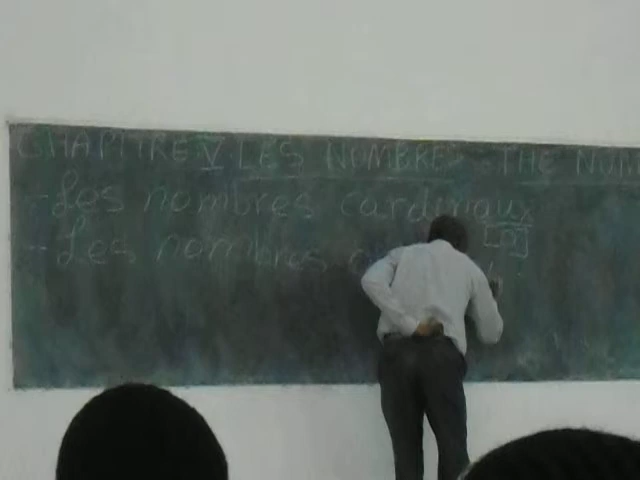 CHAPITRE V LES NOMBRES THE NUM
- Les nombres cardinaux
[o]
- Les nombres